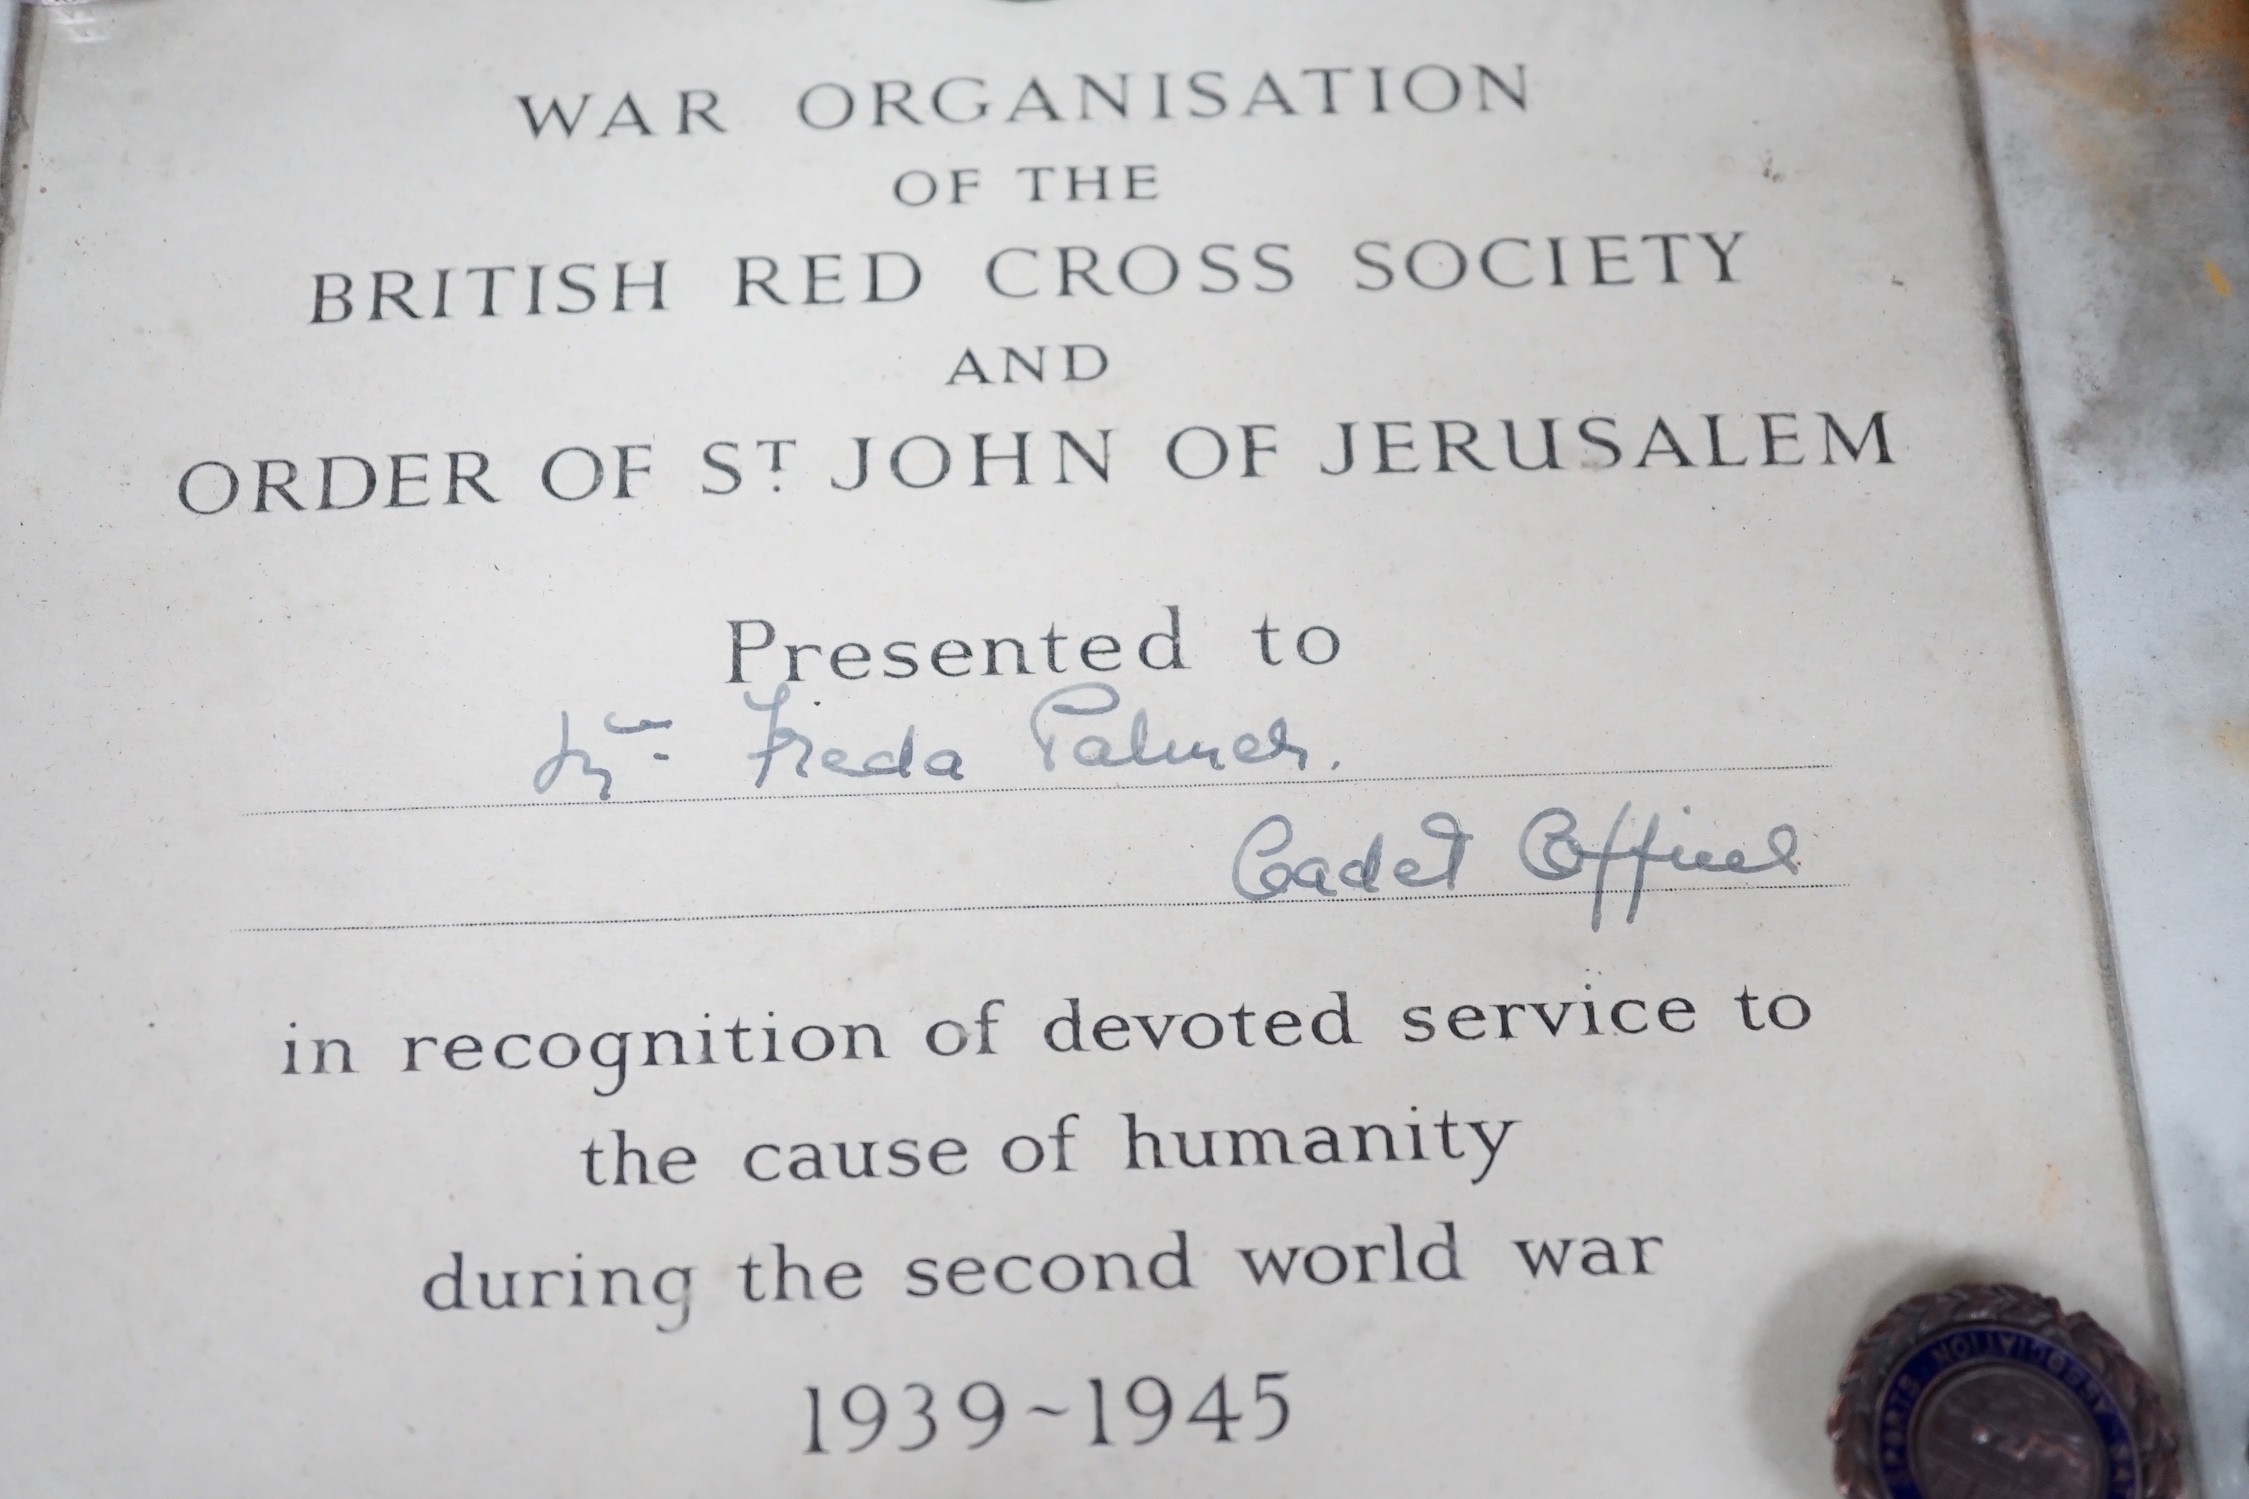 WAR ORGANISATION
OF THE
BRITISH RED CROSS SOCIETY
AND
ORDER OF ST. JOHN OF JERUSALEM
Presented to
Freda Palmer.
Cadet Officer
in recognition of devoted service to
the cause of humanity
during the second world war
1939~1945
ASSOCIATION